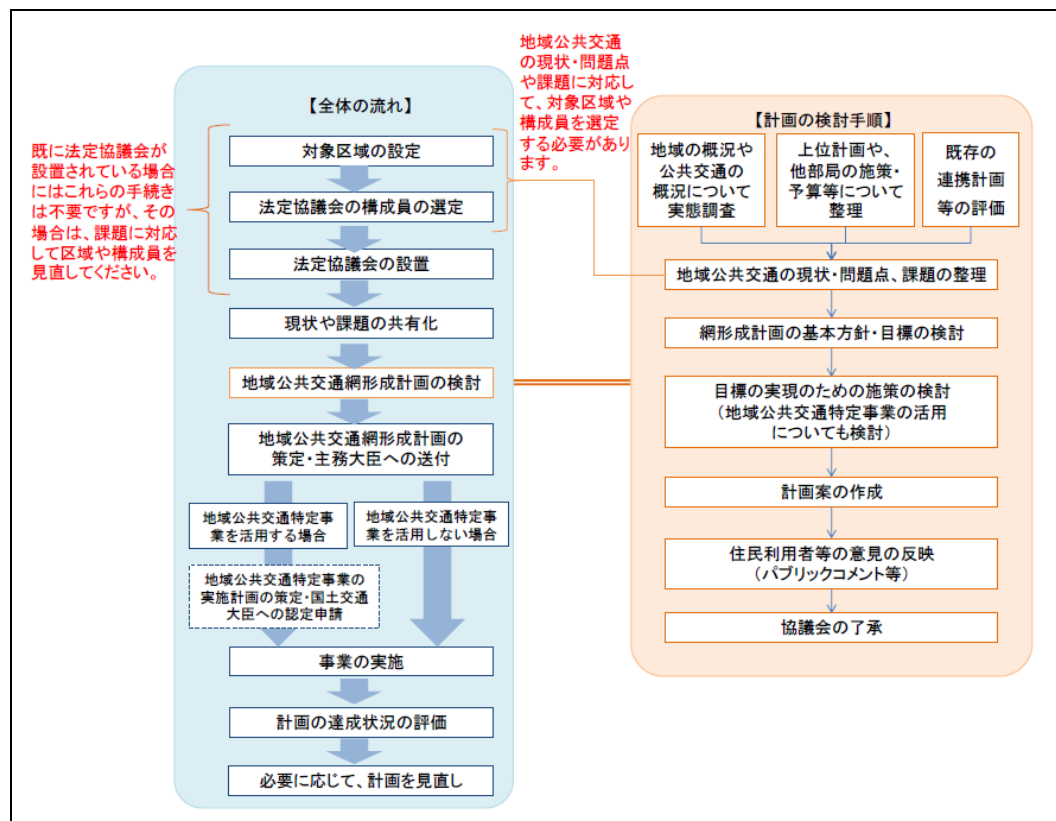 既に法定協議会が
設置されている場合
にはこれらの手続き
は不要ですが、その
場合は、課題に対応
して区域や構成員を
見直してください。
【全体の流れ】
対象区域の設定
法定協議会の構成員の選定
法定協議会の設置
現状や課題の共有化
地域公共交通網形成計画の検討
地域公共交通網形成計画の
策定・主務大臣への送付
地域公共交通特定事
業を活用する場合
地域公共交通特定事
業を活用しない場合
地域公共交通特定事業の
実施計画の策定・国土交通
大臣への認定申請
事業の実施
計画の達成状況の評価
必要に応じて、計画を見直し
地域公共交通
の現状・問題点
や課題に対応し
て、対象区域や
構成員を選定
する必要があり
ます。
【計画の検討手順】
地域の概況や
公共交通の
概況について
実態調査
上位計画や、
他部局の施策・
予算等について
整理
既存の
連携計画
等の評価
地域公共交通の現状・問題点、課題の整理
網形成計画の基本方針・目標の検討
目標の実現のための施策の検討
（地域公共交通特定事業の活用
についても検討）
計画案の作成
住民利用者等の意見の反映
（パブリックコメント等）
協議会の了承